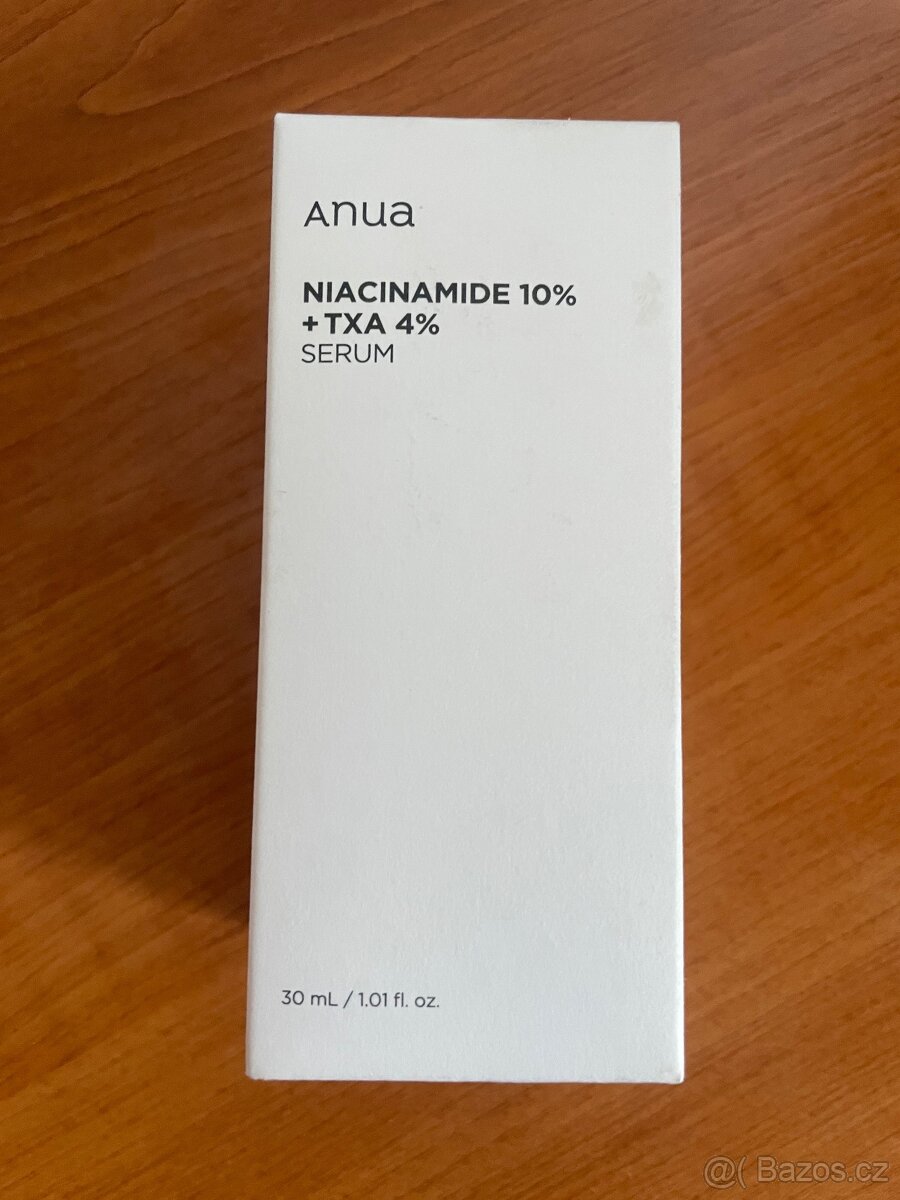 Anua
NIACINAMIDE 10%
+ TXA 4%
SERUM
30 mL / 1.01 fl. oz.
@( Bazos.cz